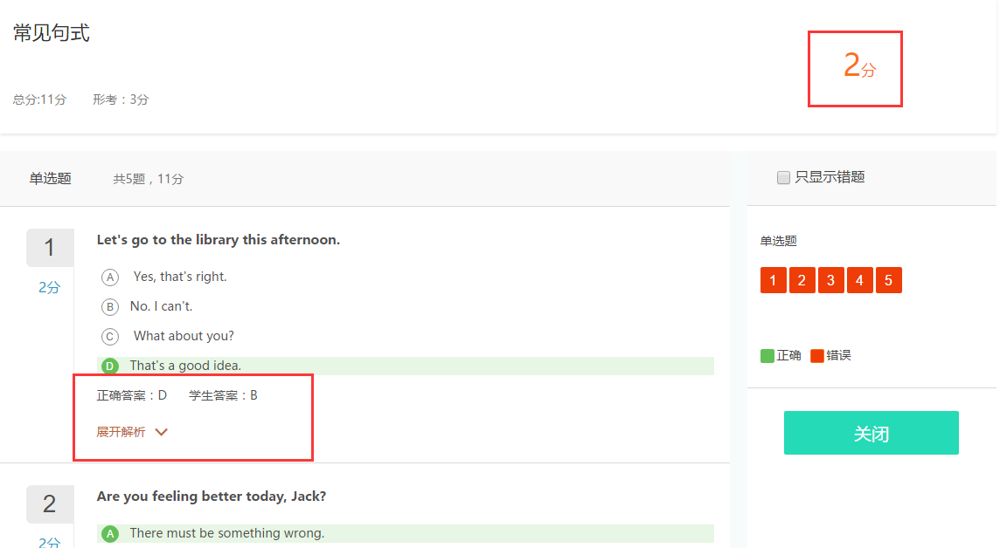 常见句式
2分
总分:11分 形考：3分
单选题 共5题，11分
只显示错题
1
2分
Let's go to the library this afternoon.
A Yes, that's right.
B No. I can't.
C What about you?
D That's a good idea.
正确答案：D 学生答案：B
展开解析
2
2分
Are you feeling better today, Jack?
A There must be something wrong.
单选题
1 2 3 4 5
正确 错误
关闭